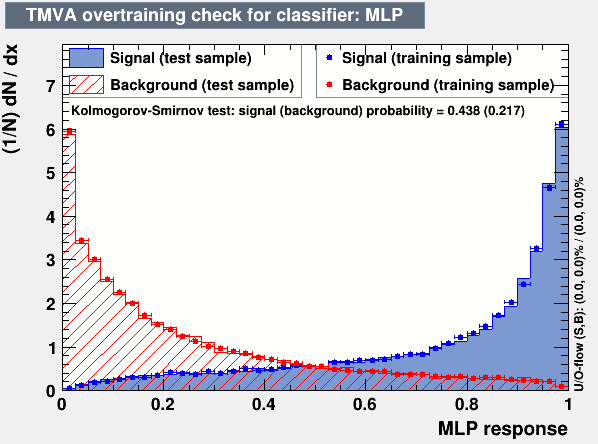 TMVA overtraining check for classifier: MLP
(1/N) dN / dx
Signal (test sample)
Background (test sample)
Signal (training sample)
Background (training sample)
Kolmogorov-Smirnov test: signal (background) probability = 0.438 (0.217)
7
6
5
4
3
2
1
0
0 0.2 0.4 0.6 0.8 1
MLP response
U/O-flow (S,B): (0.0, 0.0)% / (0.0, 0.0)%